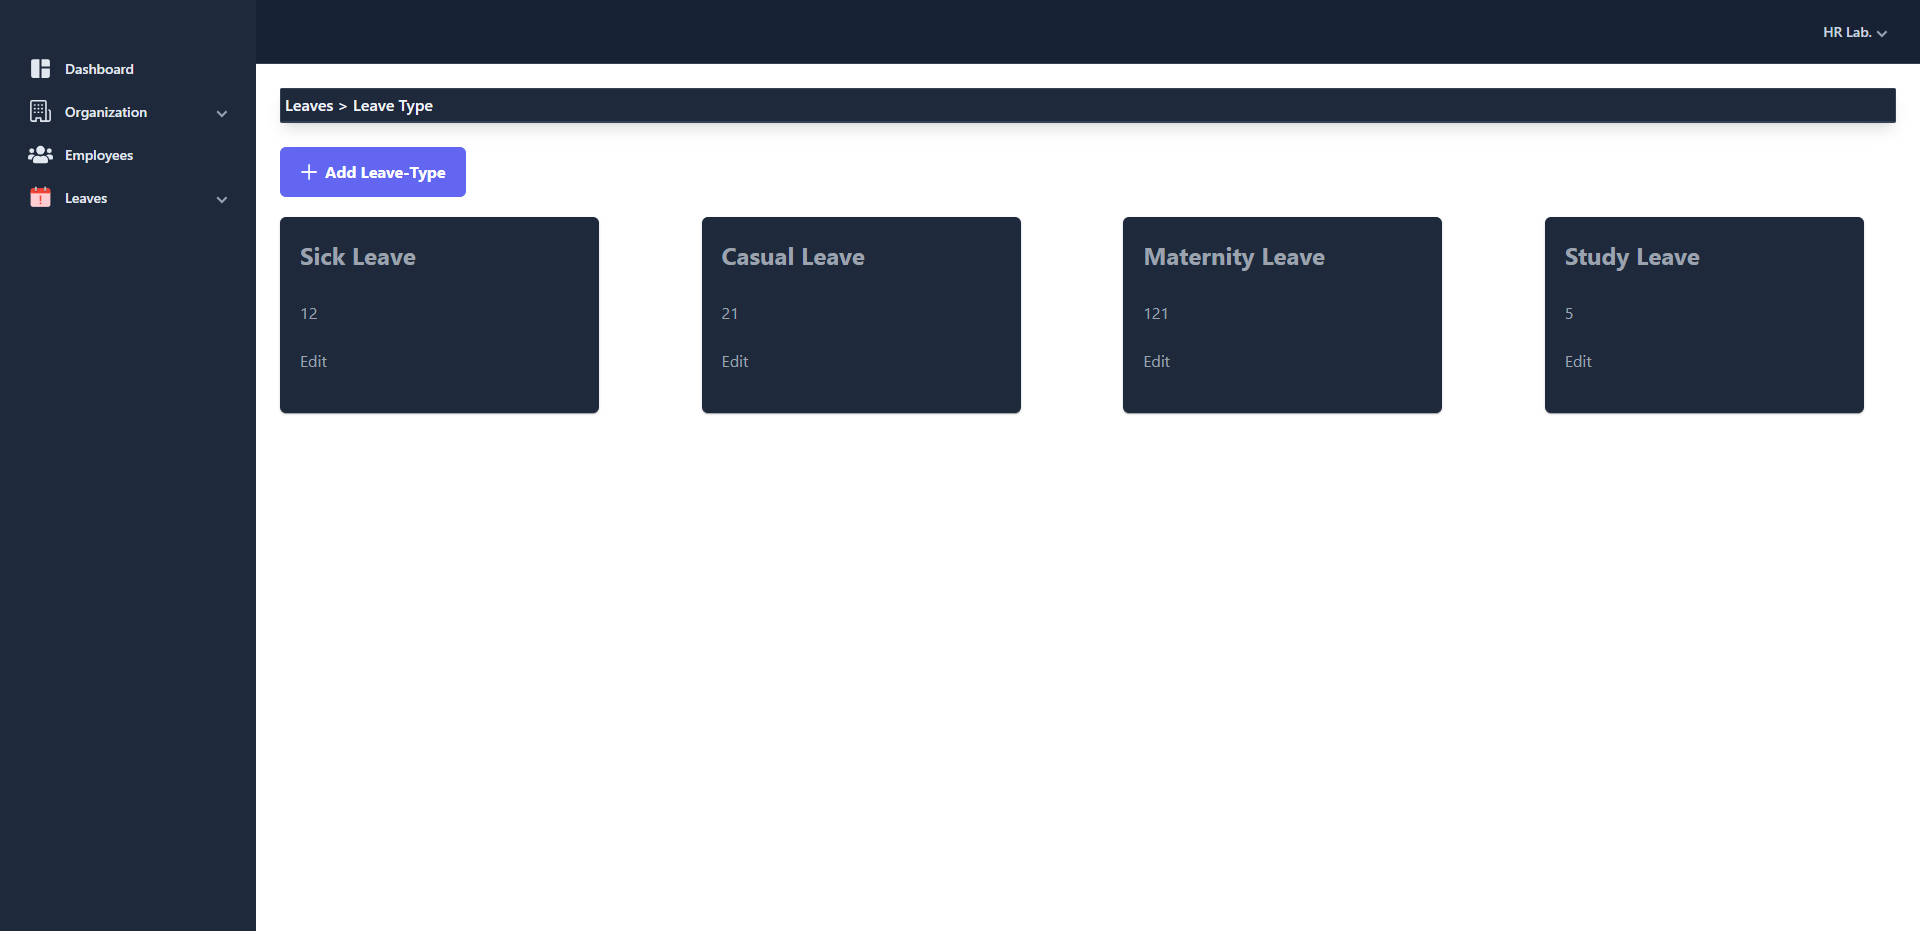 HR Lab.
Dashboard
Organization
Employees
Leaves
Leaves > Leave Type
Add Leave-Type
Sick Leave
12
Edit
Casual Leave
21
Edit
Maternity Leave
121
Edit
Study Leave
5
Edit